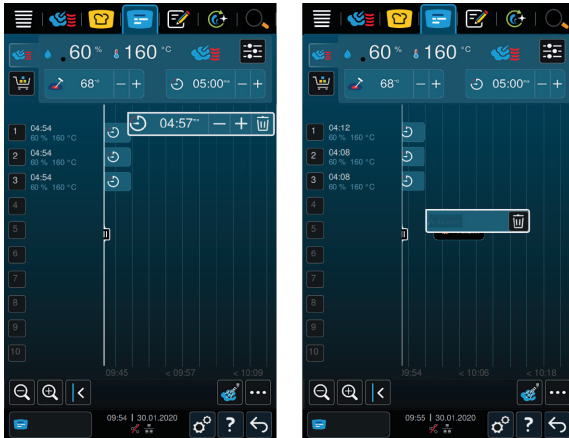 60 % 160 °C
68 °C − + 05:00 − +
1 04:54
60 % 160 °C
04:57 − +
2 04:54
60 % 160 °C
3 04:54
60 % 160 °C
4
5
6
7
8
9
10
09:45 < 09:57 < 10:09
09:54 30.01.2020
?
60 % 160 °C
68 °C − + 05:00 − +
1 04:12
60 % 160 °C
2 04:08
60 % 160 °C
3 04:08
60 % 160 °C
4
5
6
7
8
9
10
09:54 < 10:06 < 10:18
09:55 30.01.2020
?